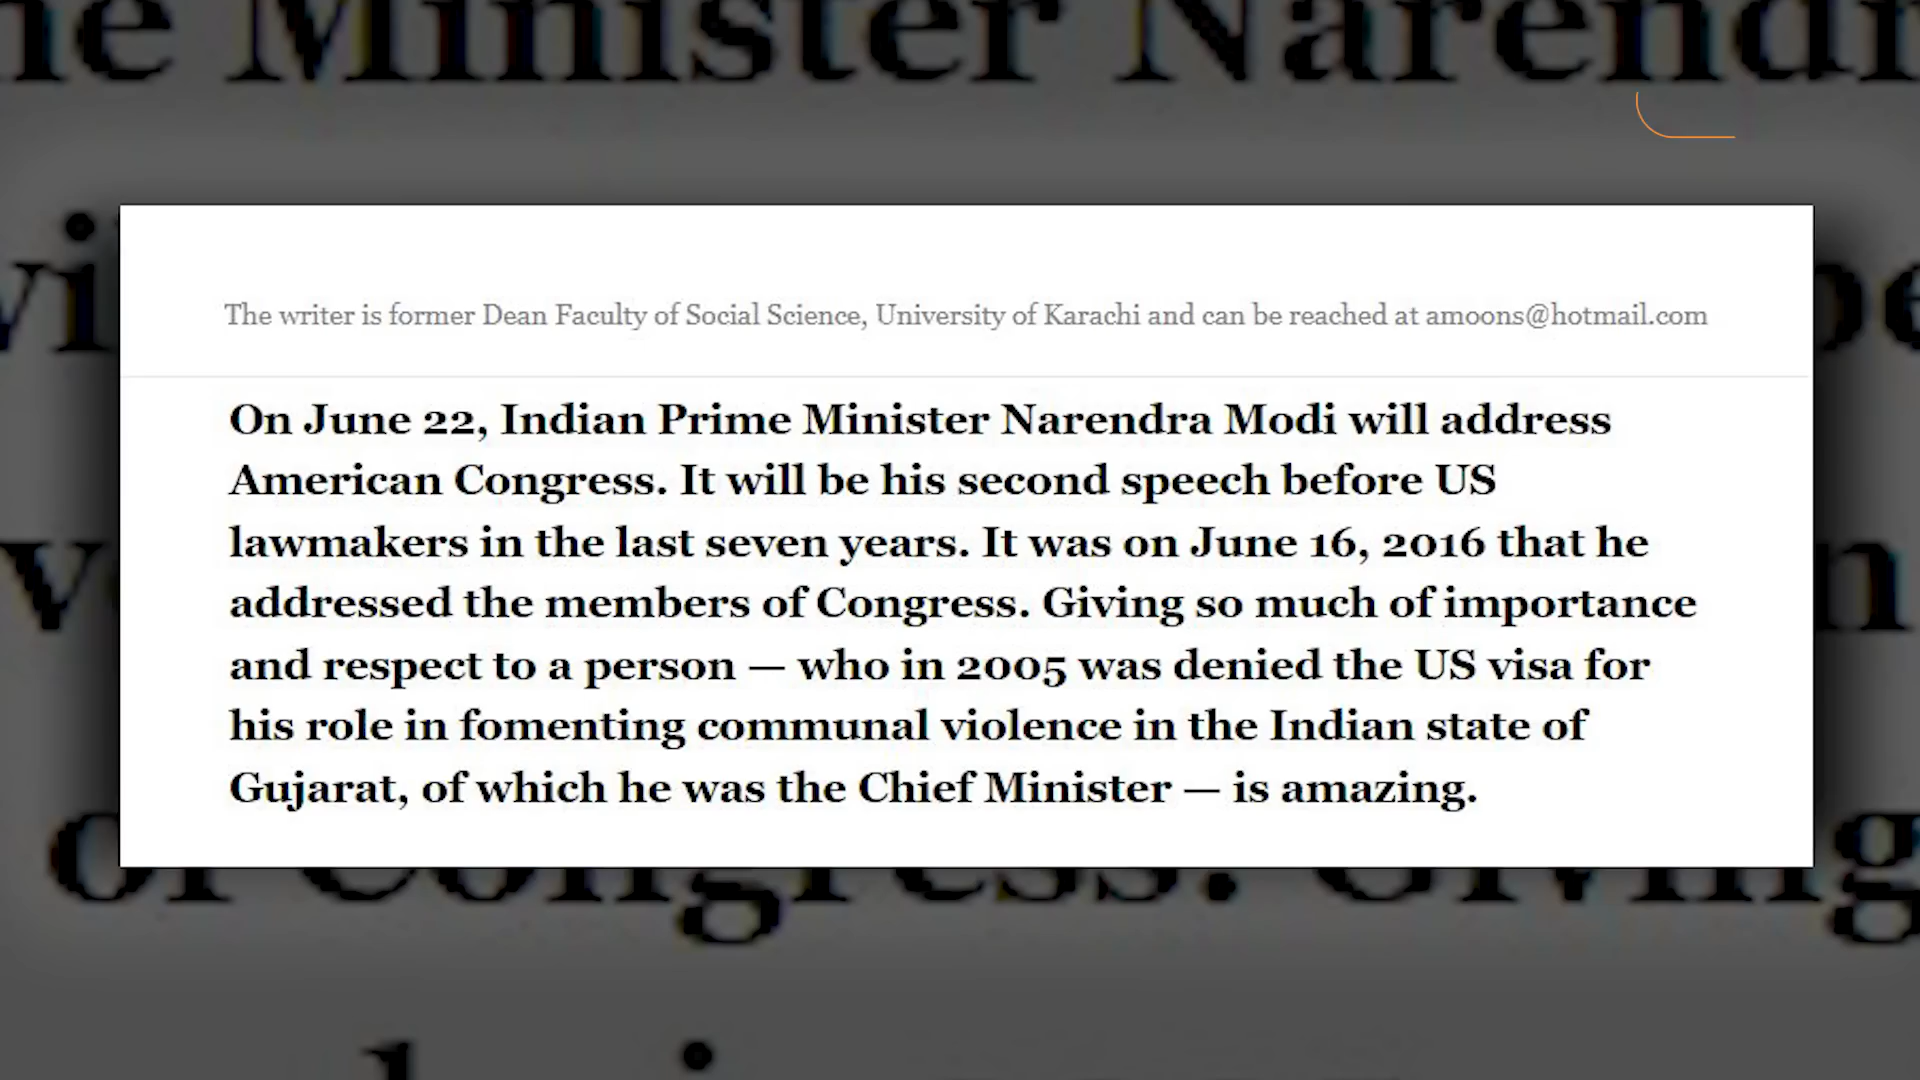 The writer is former Dean Faculty of Social Science, University of Karachi and can be reached at amoons@hotmail.com
On June 22, Indian Prime Minister Narendra Modi will address
American Congress. It will be his second speech before US
lawmakers in the last seven years. It was on June 16, 2016 that he
addressed the members of Congress. Giving so much of importance
and respect to a person — who in 2005 was denied the US visa for
his role in fomenting communal violence in the Indian state of
Gujarat, of which he was the Chief Minister — is amazing.